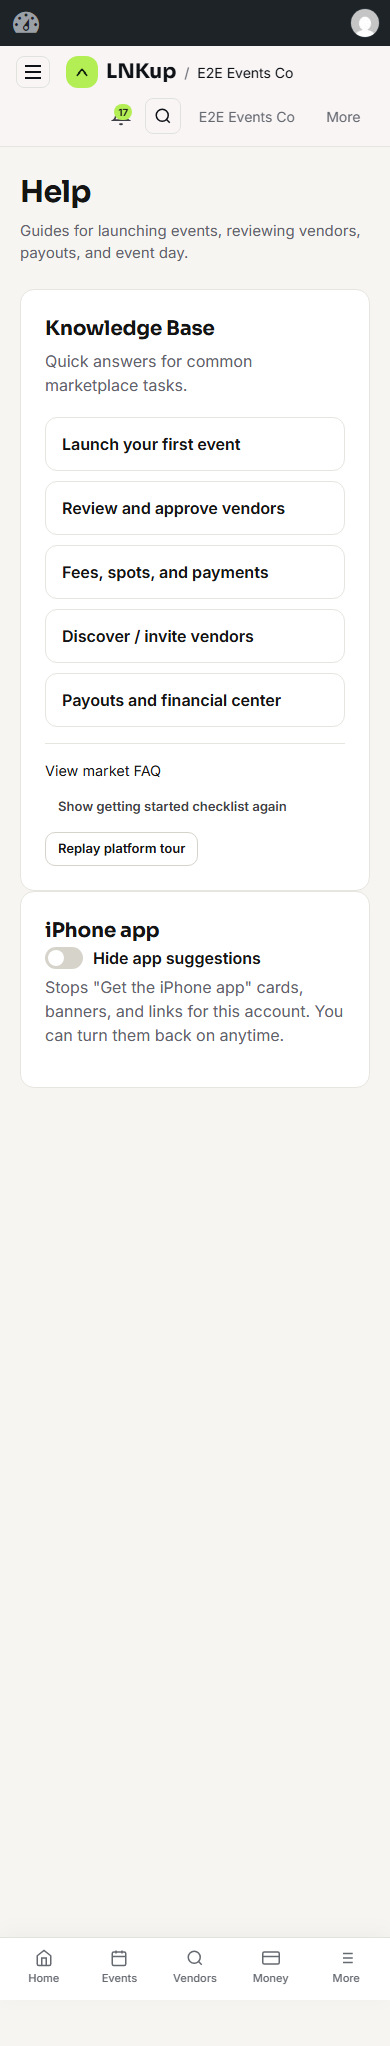 LNKup / E2E Events Co
17
E2E Events Co
More
Help
Guides for launching events, reviewing vendors,
payouts, and event day.
Knowledge Base
Quick answers for common
marketplace tasks.
Launch your first event
Review and approve vendors
Fees, spots, and payments
Discover / invite vendors
Payouts and financial center
View market FAQ
Show getting started checklist again
Replay platform tour
iPhone app
Hide app suggestions
Stops "Get the iPhone app" cards,
banners, and links for this account. You
can turn them back on anytime.
Home
Events
Vendors
Money
More